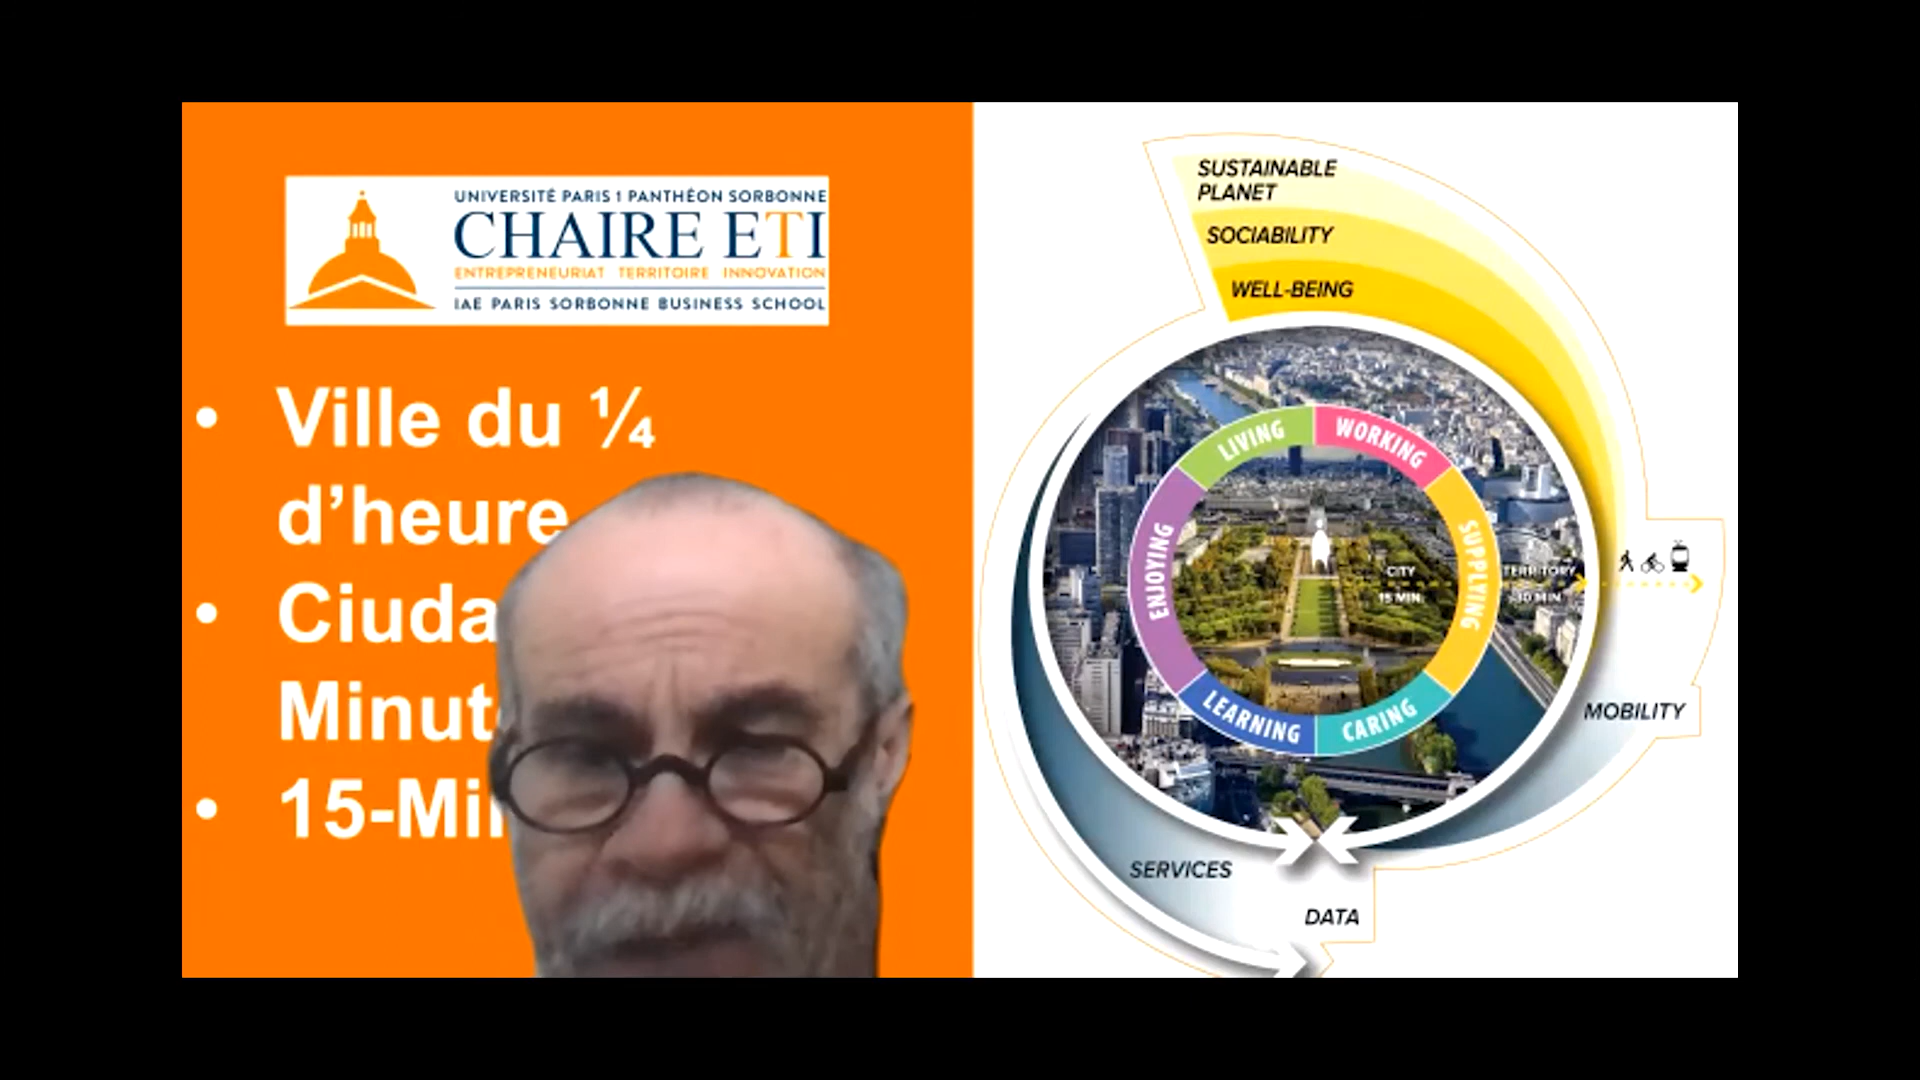 UNIVERSITÉ PARIS 1 PANTHÉON SORBONNE
CHAIRE ETI
ENTREPRENEURIAT TERRITOIRE INNOVATION
IAE PARIS SORBONNE BUSINESS SCHOOL
• Ville du ¼
d’heure
• Ciuda
Minut
• 15-Mi
SUSTAINABLE
PLANET
SOCIABILITY
WELL-BEING
LIVING
WORKING
SUPPLYING
CARING
LEARNING
ENJOYING
CITY
15 MIN
TERRITORY
30 MIN
MOBILITY
SERVICES
DATA